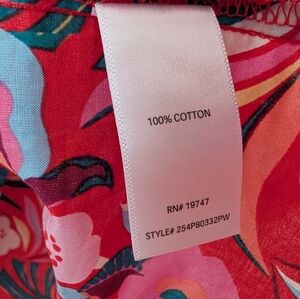 100% COTTON
RN# 19747
STYLE# 254P80332PW